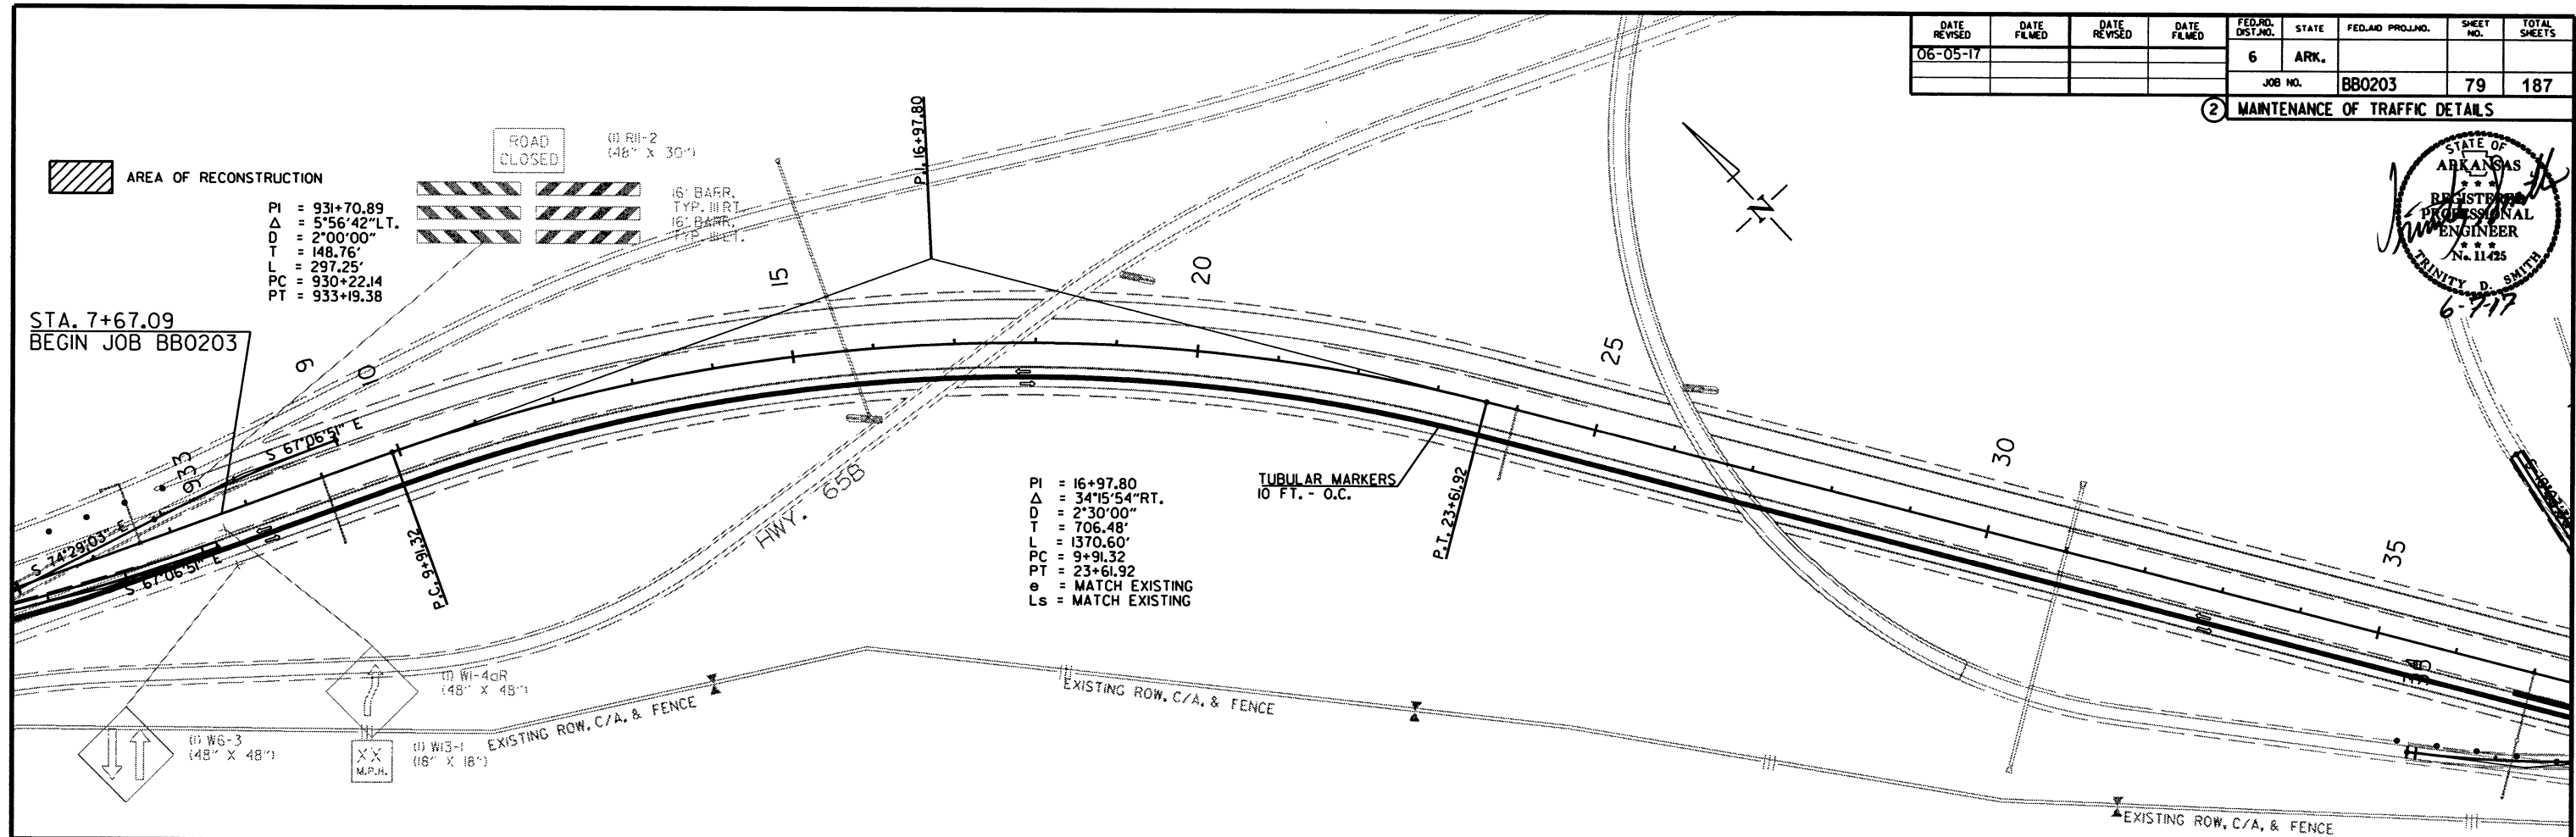 DATE REVISED
DATE FILMED
DATE REVISED
DATE FILMED
FED.RD. DIST.NO.
STATE
FED.AID PROJ.NO.
SHEET NO.
TOTAL SHEETS
06-05-17
6
ARK.
JOB NO.
BB0203
79
187
2 MAINTENANCE OF TRAFFIC DETAILS
STATE OF
ARKANSAS
REGISTERED
PROFESSIONAL
ENGINEER
No. 11425
TRINITY D. SMITH
6-7-17
N
AREA OF RECONSTRUCTION
ROAD
CLOSED
(1) R11-2
(48" X 30")
16' BARR.
TYP. III RT.
16' BARR.
TYP. III LT.
PI = 931+70.89
Δ = 5°56'42"LT.
D = 2°00'00"
T = 148.76'
L = 297.25'
PC = 930+22.14
PT = 933+19.38
STA. 7+67.09
BEGIN JOB BB0203
P.I. 16+97.80
9
10
15
20
25
30
35
933
S 67°06'51" E
S 74°29'03" E
S 67°06'51" E
P.C. 9+91.32
HWY. 65B
PI = 16+97.80
Δ = 34°15'54"RT.
D = 2°30'00"
T = 706.48'
L = 1370.60'
PC = 9+91.32
PT = 23+61.92
e = MATCH EXISTING
Ls = MATCH EXISTING
TUBULAR MARKERS
10 FT. - O.C.
P.T. 23+61.92
(1) W1-4aR
(48" X 48")
(1) W6-3
(48" X 48")
XX
M.P.H.
(1) W13-1
(18" X 18")
EXISTING ROW, C/A, & FENCE
EXISTING ROW, C/A, & FENCE
EXISTING ROW, C/A, & FENCE